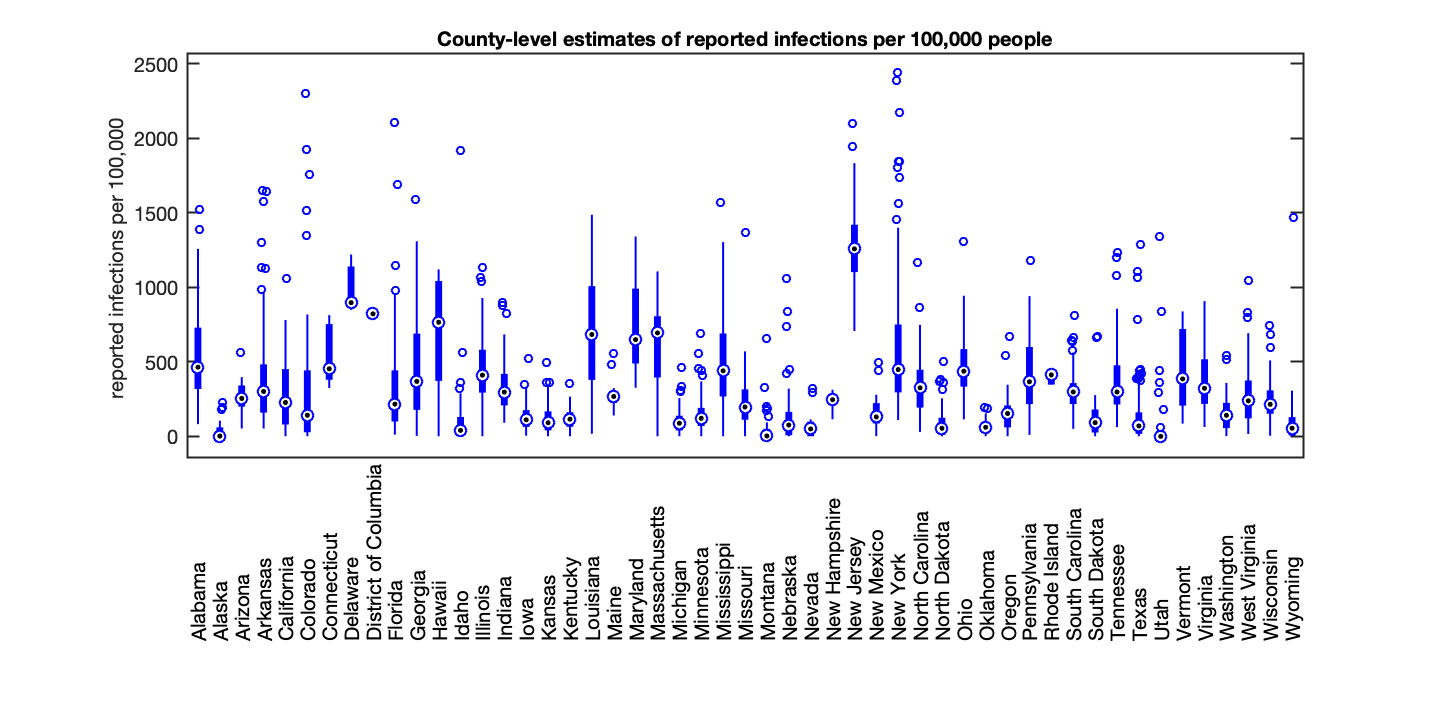 County-level estimates of reported infections per 100,000 people
reported infections per 100,000
2500
2000
1500
1000
500
0
Alabama
Alaska
Arizona
Arkansas
California
Colorado
Connecticut
Delaware
District of Columbia
Florida
Georgia
Hawaii
Idaho
Illinois
Indiana
Iowa
Kansas
Kentucky
Louisiana
Maine
Maryland
Massachusetts
Michigan
Minnesota
Mississippi
Missouri
Montana
Nebraska
Nevada
New Hampshire
New Jersey
New Mexico
New York
North Carolina
North Dakota
Ohio
Oklahoma
Oregon
Pennsylvania
Rhode Island
South Carolina
South Dakota
Tennessee
Texas
Utah
Vermont
Virginia
Washington
West Virginia
Wisconsin
Wyoming